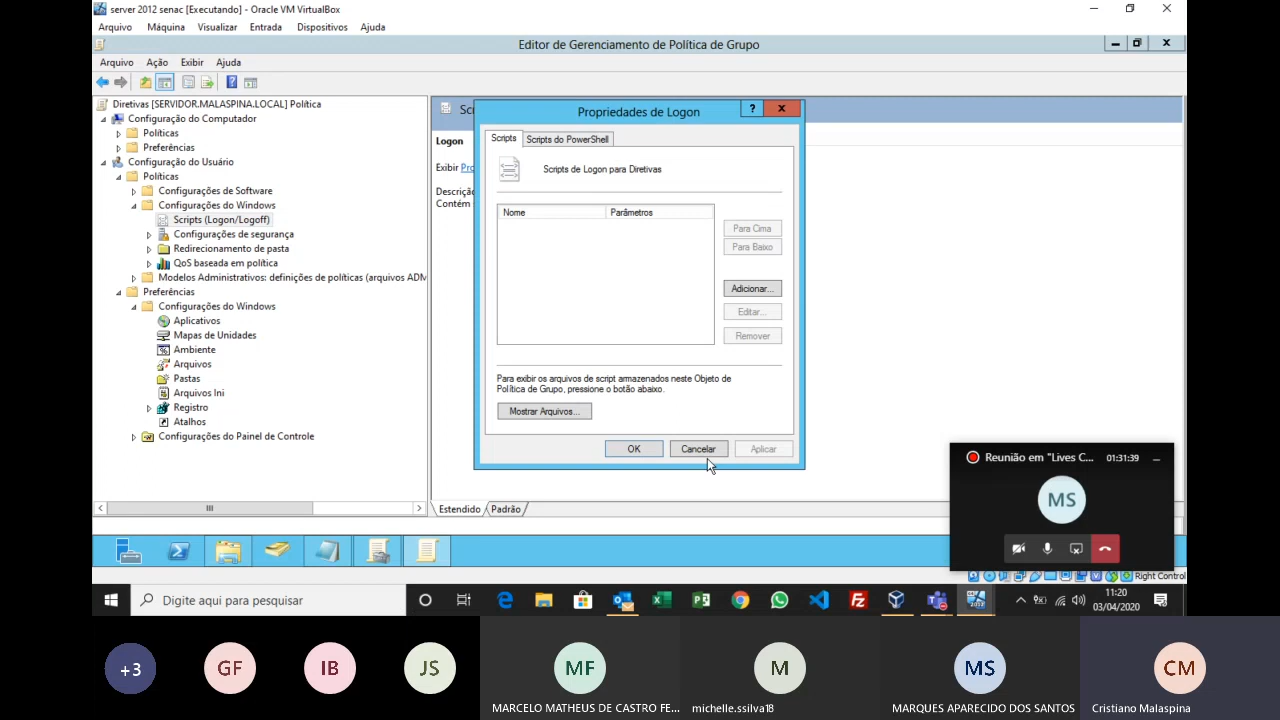 server 2012 senac [Executando] - Oracle VM VirtualBox
Arquivo Máquina Visualizar Entrada Dispositivos Ajuda
Editor de Gerenciamento de Política de Grupo
Arquivo Ação Exibir Ajuda
Diretivas [SERVIDOR.MALASPINA.LOCAL] Política
Configuração do Computador
Políticas
Preferências
Configuração do Usuário
Políticas
Configurações de Software
Configurações do Windows
Scripts (Logon/Logoff)
Configurações de segurança
Redirecionamento de pasta
QoS baseada em política
Modelos Administrativos: definições de políticas (arquivos ADM
Preferências
Configurações do Windows
Aplicativos
Mapas de Unidades
Ambiente
Arquivos
Pastas
Arquivos Ini
Registro
Atalhos
Configurações do Painel de Controle
Logon
Exibir
Contém
Propriedades de Logon
?
Scripts
Scripts do PowerShell
Scripts de Logon para Diretivas
Nome Parâmetros
Para Cima
Para Baixo
Adicionar...
Editar...
Remover
Para exibir os arquivos de script armazenados neste Objeto de
Política de Grupo, pressione o botão abaixo.
Mostrar Arquivos...
OK Cancelar Aplicar
Estendido Padrão
Reunião em "Lives C... 01:31:39
MS
Right Control
Digite aqui para pesquisar
11:20
03/04/2020
+3
GF
IB
JS
MF
M
MS
CM
MARCELO MATHEUS DE CASTRO FE...
michelle.ssilva18
MARQUES APARECIDO DOS SANTOS
Cristiano Malaspina